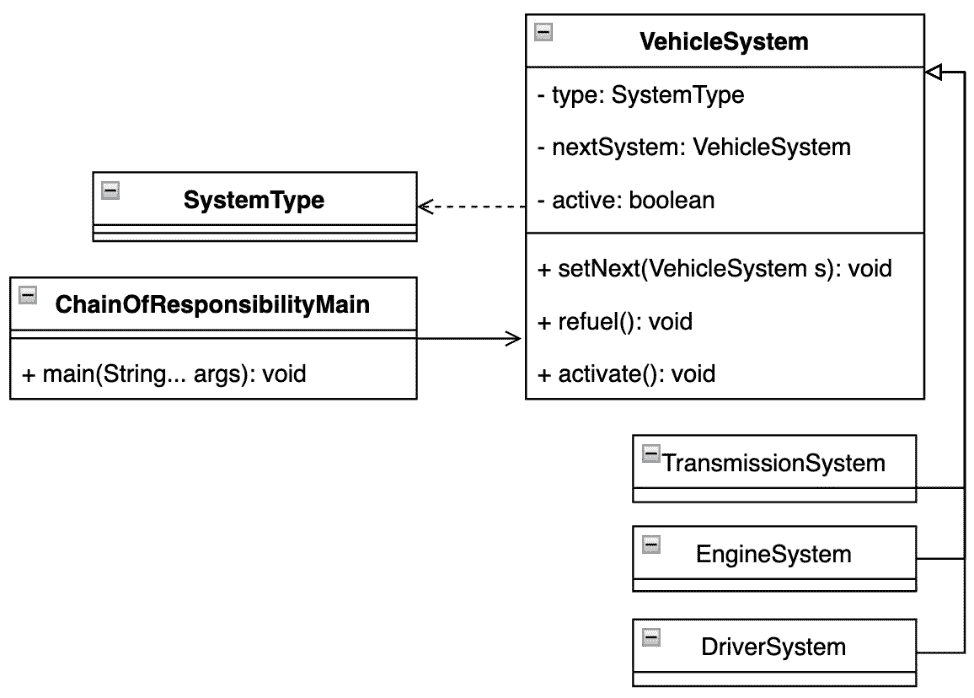 VehicleSystem
- type: SystemType
- nextSystem: VehicleSystem
- active: boolean
+ setNext(VehicleSystem s): void
+ refuel(): void
+ activate(): void
SystemType
ChainOfResponsibilityMain
+ main(String... args): void
TransmissionSystem
EngineSystem
DriverSystem